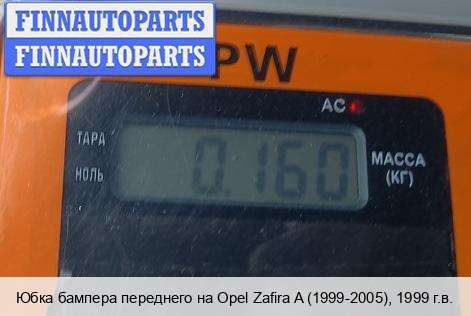 FINNAUTOPARTS
FINNAUTOPARTS
PW
AC
ТАРА
НОЛЬ
0.160
МАССА
(КГ)
Юбка бампера переднего на Opel Zafira A (1999-2005), 1999 г.в.